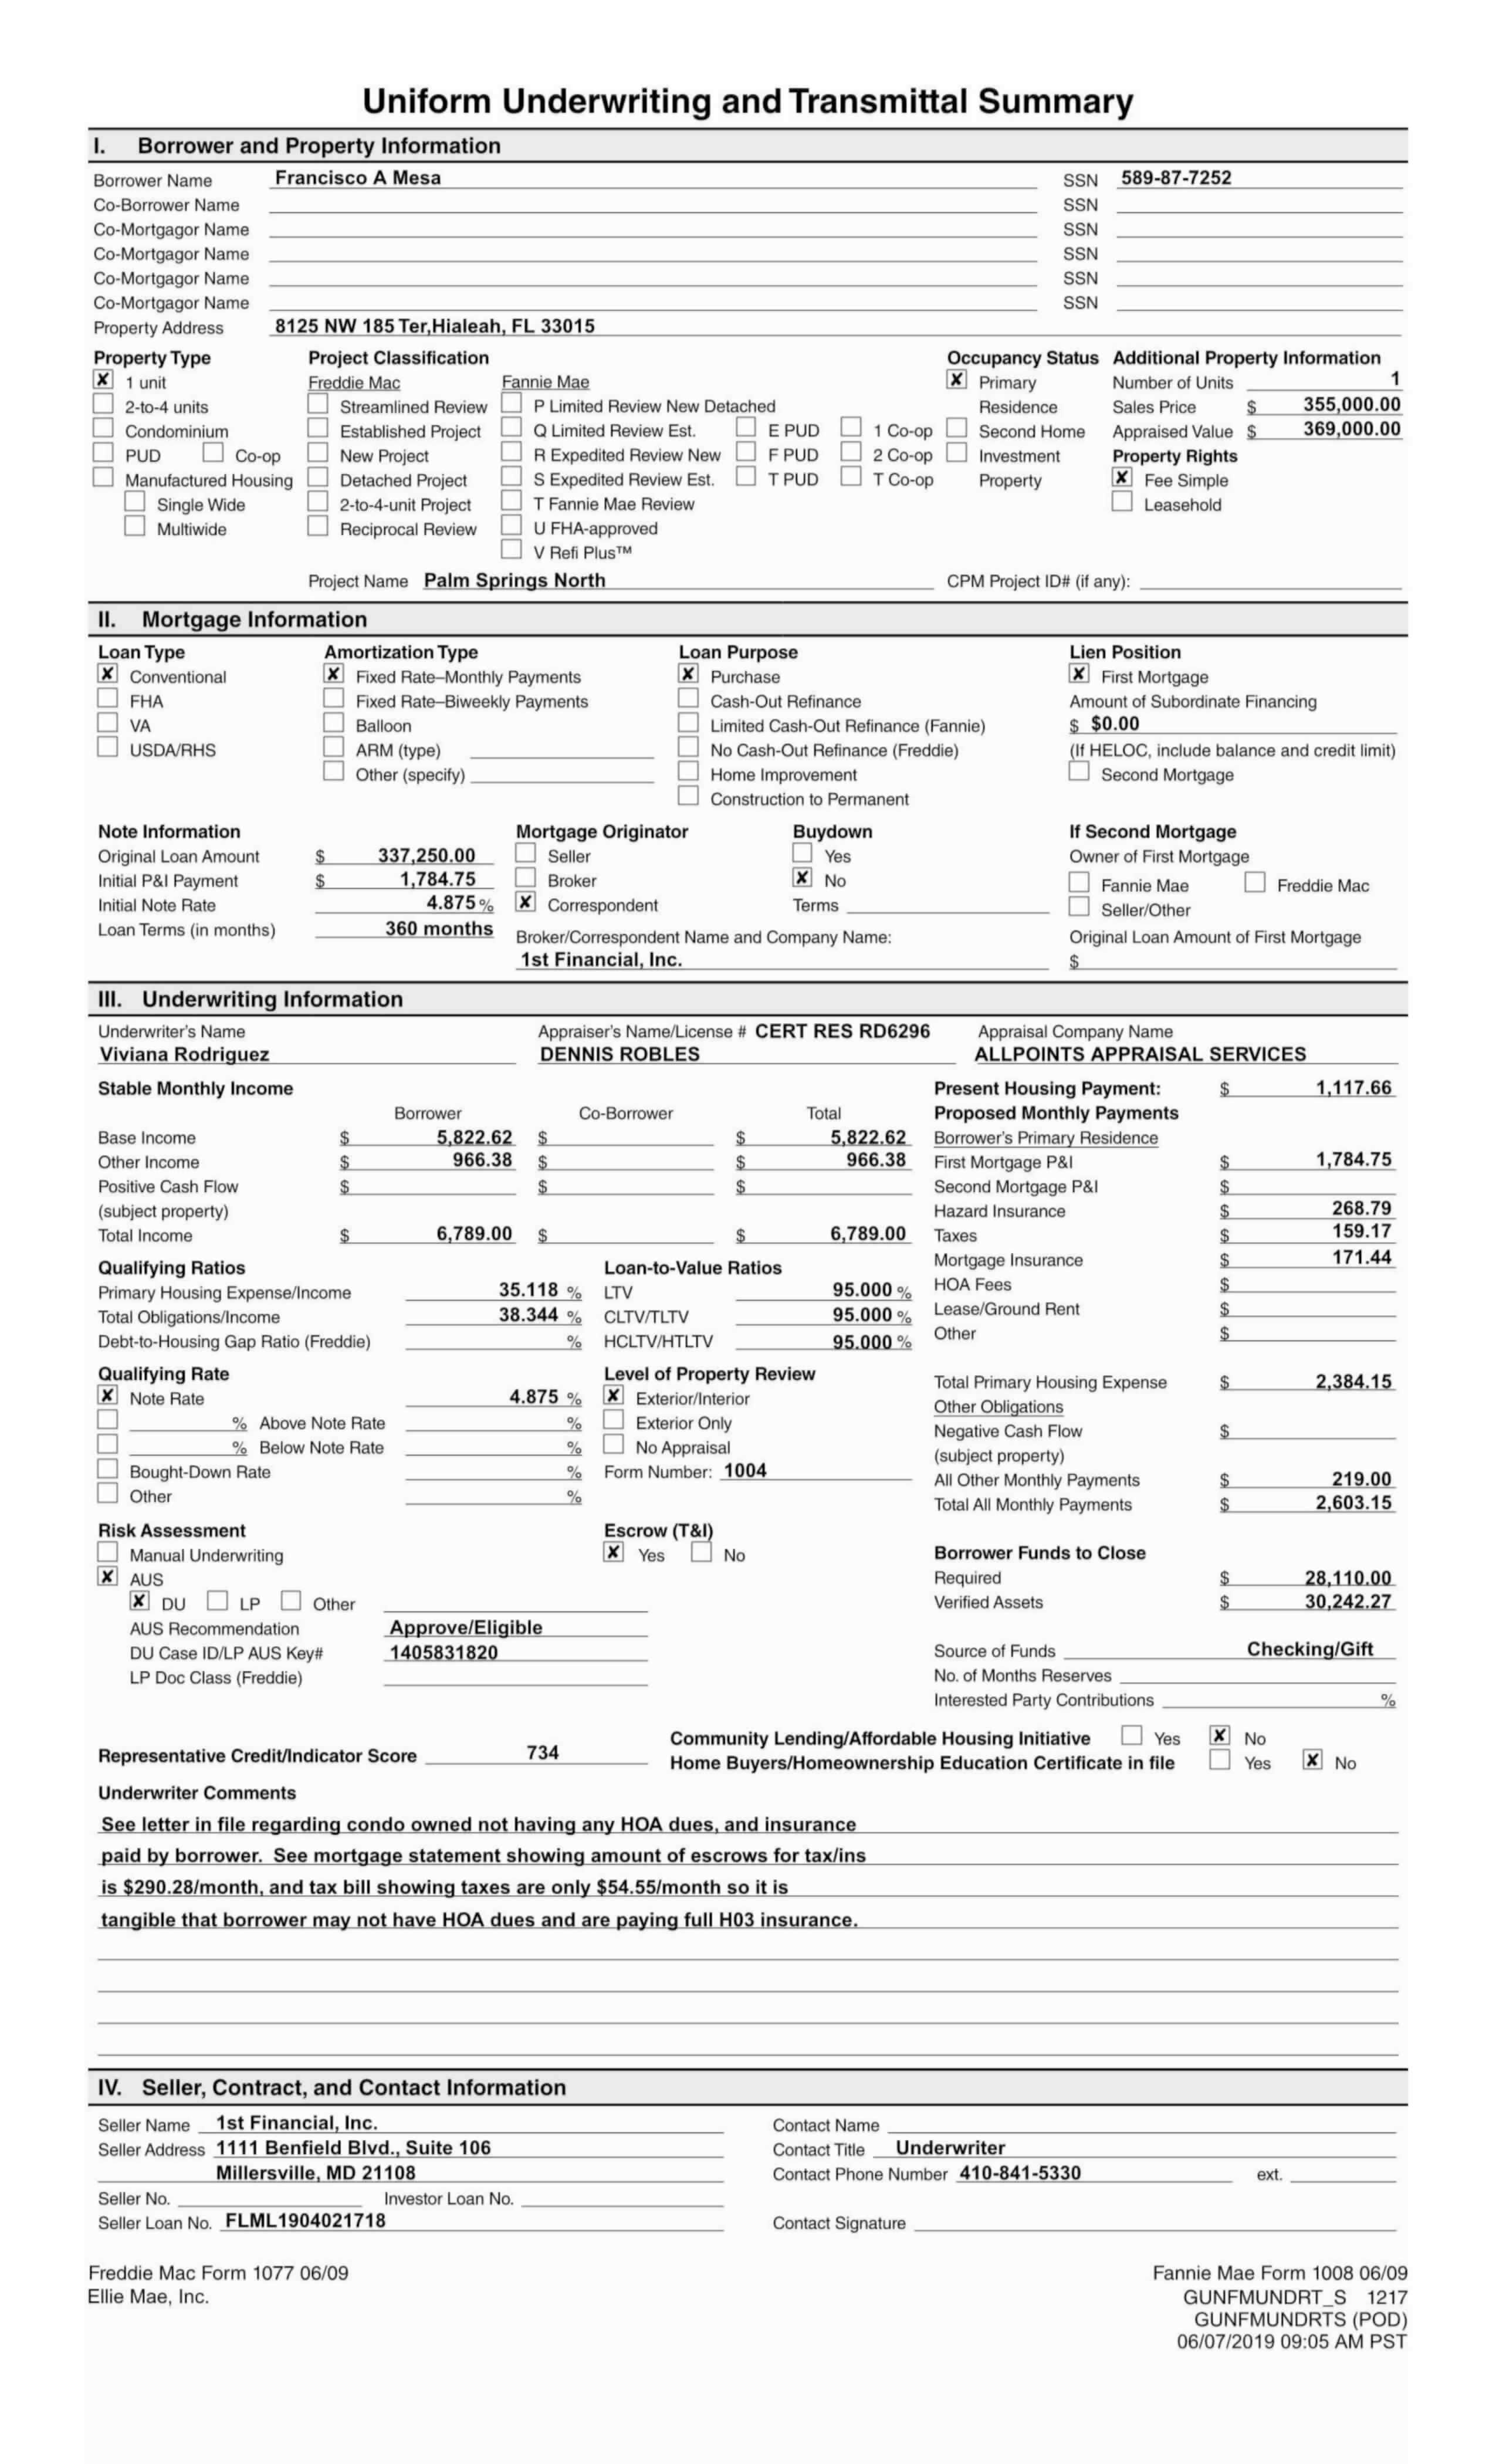 Uniform Underwriting and Transmittal Summary
I. Borrower and Property Information
Borrower Name Francisco A Mesa SSN 589-87-7252
Co-Borrower Name SSN
Co-Mortgagor Name SSN
Co-Mortgagor Name SSN
Co-Mortgagor Name SSN
Co-Mortgagor Name SSN
Property Address 8125 NW 185 Ter,Hialeah, FL 33015
Property Type Project Classification Occupancy Status Additional Property Information
✘ 1 unit Freddie Mac Fannie Mae ✘ Primary Number of Units 1
2-to-4 units Streamlined Review P Limited Review New Detached Residence Sales Price $ 355,000.00
Condominium Established Project Q Limited Review Est. E PUD 1 Co-op Second Home Appraised Value $ 369,000.00
PUD Co-op New Project R Expedited Review New F PUD 2 Co-op Investment Property Rights
Manufactured Housing Detached Project S Expedited Review Est. T PUD T Co-op Property ✘ Fee Simple
Single Wide 2-to-4-unit Project T Fannie Mae Review Leasehold
Multiwide Reciprocal Review U FHA-approved
V Refi Plus™
Project Name Palm Springs North CPM Project ID# (if any):
II. Mortgage Information
Loan Type Amortization Type Loan Purpose Lien Position
✘ Conventional ✘ Fixed Rate–Monthly Payments ✘ Purchase ✘ First Mortgage
FHA Fixed Rate–Biweekly Payments Cash-Out Refinance Amount of Subordinate Financing
VA Balloon Limited Cash-Out Refinance (Fannie) $ $0.00
USDA/RHS ARM (type) No Cash-Out Refinance (Freddie) (If HELOC, include balance and credit limit)
Other (specify) Home Improvement Second Mortgage
Construction to Permanent
Note Information Mortgage Originator Buydown If Second Mortgage
Original Loan Amount $ 337,250.00 Seller Yes Owner of First Mortgage
Initial P&I Payment $ 1,784.75 Broker ✘ No Fannie Mae Freddie Mac
Initial Note Rate 4.875 % ✘ Correspondent Terms Seller/Other
Loan Terms (in months) 360 months Broker/Correspondent Name and Company Name: Original Loan Amount of First Mortgage
1st Financial, Inc. $
III. Underwriting Information
Underwriter's Name Appraiser's Name/License # CERT RES RD6296 Appraisal Company Name
Viviana Rodriguez DENNIS ROBLES ALLPOINTS APPRAISAL SERVICES
Stable Monthly Income Present Housing Payment: $ 1,117.66
Borrower Co-Borrower Total Proposed Monthly Payments
Base Income $ 5,822.62 $ $ 5,822.62 Borrower's Primary Residence
Other Income $ 966.38 $ $ 966.38 First Mortgage P&I $ 1,784.75
Positive Cash Flow $ $ $ Second Mortgage P&I $
(subject property) Hazard Insurance $ 268.79
Total Income $ 6,789.00 $ $ 6,789.00 Taxes $ 159.17
Qualifying Ratios Loan-to-Value Ratios Mortgage Insurance $ 171.44
Primary Housing Expense/Income 35.118 % LTV 95.000 % HOA Fees $
Total Obligations/Income 38.344 % CLTV/TLTV 95.000 % Lease/Ground Rent $
Debt-to-Housing Gap Ratio (Freddie) % HCLTV/HTLTV 95.000 % Other $
Qualifying Rate Level of Property Review Total Primary Housing Expense $ 2,384.15
✘ Note Rate 4.875 % ✘ Exterior/Interior Other Obligations
% Above Note Rate % Exterior Only Negative Cash Flow $
% Below Note Rate % No Appraisal (subject property)
Bought-Down Rate % Form Number: 1004 All Other Monthly Payments $ 219.00
Other % Total All Monthly Payments $ 2,603.15
Risk Assessment Escrow (T&I)
Manual Underwriting ✘ Yes No Borrower Funds to Close
✘ AUS Required $ 28,110.00
✘ DU LP Other Verified Assets $ 30,242.27
AUS Recommendation Approve/Eligible
DU Case ID/LP AUS Key# 1405831820 Source of Funds Checking/Gift
LP Doc Class (Freddie) No. of Months Reserves
Interested Party Contributions %
Community Lending/Affordable Housing Initiative Yes ✘ No
Representative Credit/Indicator Score 734 Home Buyers/Homeownership Education Certificate in file Yes ✘ No
Underwriter Comments
See letter in file regarding condo owned not having any HOA dues, and insurance
paid by borrower. See mortgage statement showing amount of escrows for tax/ins
is $290.28/month, and tax bill showing taxes are only $54.55/month so it is
tangible that borrower may not have HOA dues and are paying full H03 insurance.
IV. Seller, Contract, and Contact Information
Seller Name 1st Financial, Inc. Contact Name
Seller Address 1111 Benfield Blvd., Suite 106 Contact Title Underwriter
Millersville, MD 21108 Contact Phone Number 410-841-5330 ext.
Seller No. Investor Loan No.
Seller Loan No. FLML1904021718 Contact Signature
Freddie Mac Form 1077 06/09 Fannie Mae Form 1008 06/09
Ellie Mae, Inc. GUNFMUNDRT_S 1217
GUNFMUNDRTS (POD)
06/07/2019 09:05 AM PST